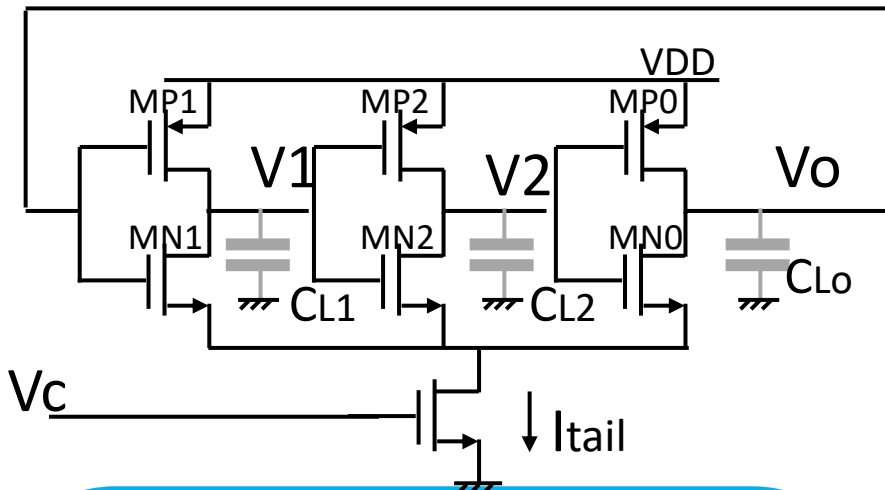 VDD
MP1 MP2 MP0
V1 V2 Vo
MN1 MN2 MN0
CL1 CL2 CLo
Vc
Itail